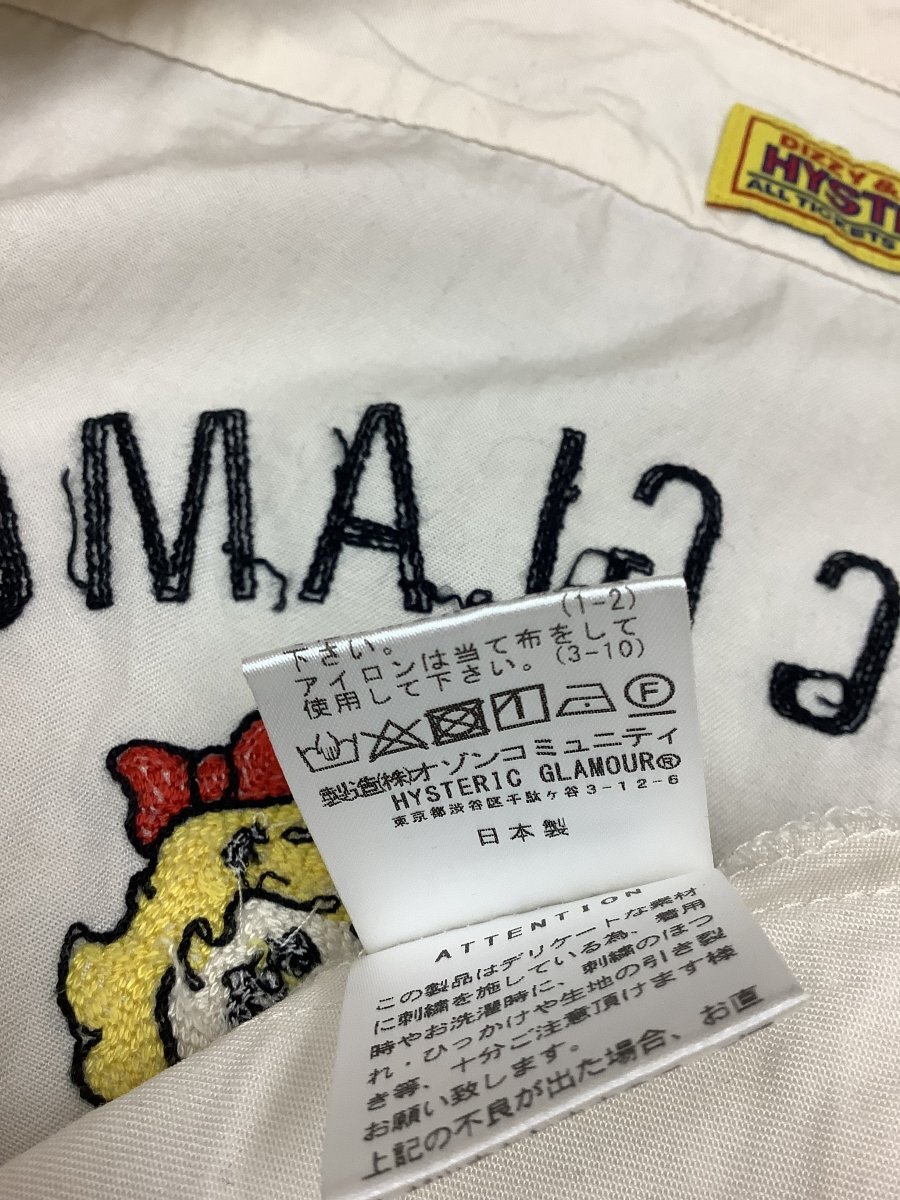 DIZZY &
HYSTE
ALL TICKETS
(1-2)
下さい。
アイロンは当て布をして
使用して下さい。(3-10)
1
F
製造(株)オゾンコミュニティ
HYSTERIC GLAMOUR®
東京都渋谷区千駄ヶ谷3-12-6
日本製
ATTENTION
この製品はデリケートな素材
に刺繍を施している為、着用
時やお洗濯時に、刺繍のほつ
れ・ひっかけや生地の引き裂
き等、十分ご注意頂けます様
お願い致します。
上記の不良が出た場合、お直